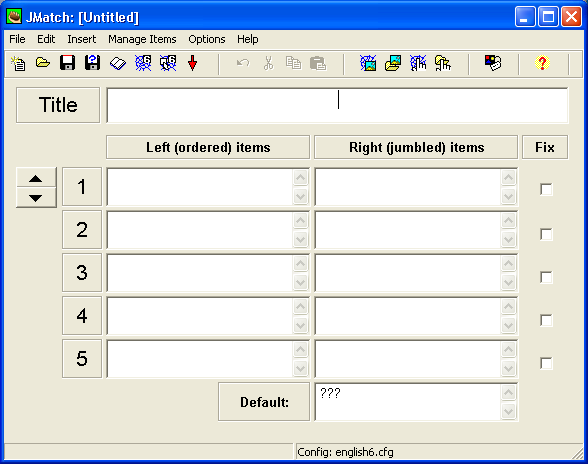 JMatch: [Untitled]
File Edit Insert Manage Items Options Help
Title
Left (ordered) items Right (jumbled) items Fix
1
2
3
4
5
Default: ???
Config: english6.cfg